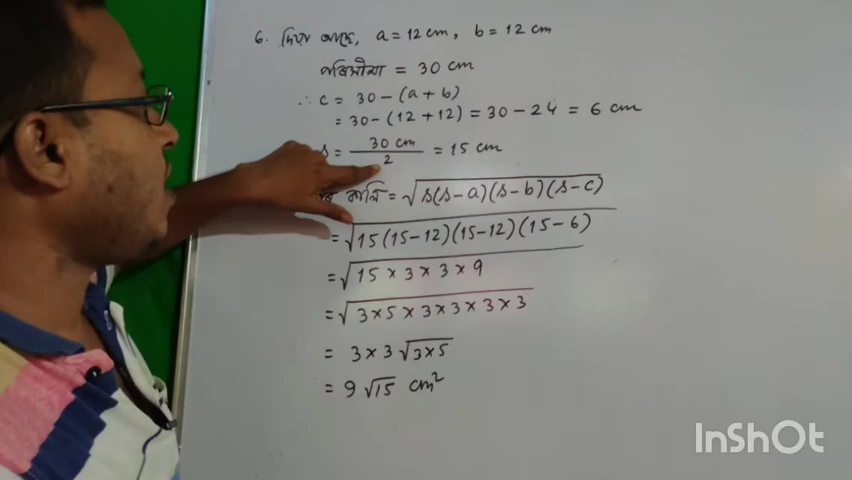 6. দিয়া আছে, a = 12 cm, b = 12 cm
পৰিসীমা = 30 cm
∴ c = 30 - (a + b)
= 30 - (12 + 12) = 30 - 24 = 6 cm
s = 30 cm / 2 = 15 cm
কালি = √s(s-a)(s-b)(s-c)
= √15(15-12)(15-12)(15-6)
= √15 × 3 × 3 × 9
= √3×5×3×3×3×3
= 3×3 √3×5
= 9 √15 cm²
InShOt